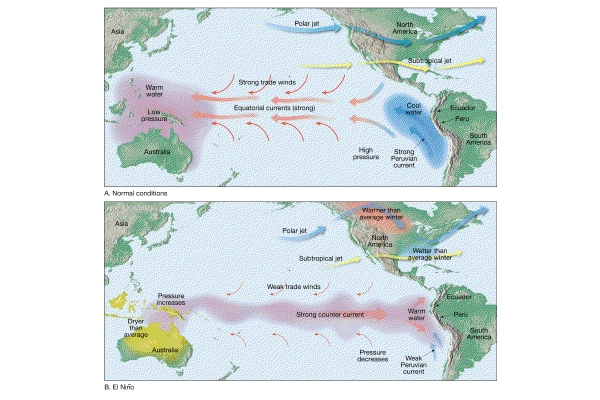 Asia
Polar jet
North
America
Subtropical jet
Strong trade winds
Warm
water
Equatorial currents (strong)
Low
pressure
Cool
water
Ecuador
Peru
South
America
Australia
High
pressure
Strong
Peruvian
current
A. Normal conditions
Warmer than
average winter
Asia
Polar jet
North
America
Wetter than
average winter
Subtropical jet
Weak trade winds
Pressure
increases
Ecuador
Strong counter current
Warm
water
Peru
Dryer
than
average
South
America
Australia
Pressure
decreases
Weak
Peruvian
current
B. El Niño